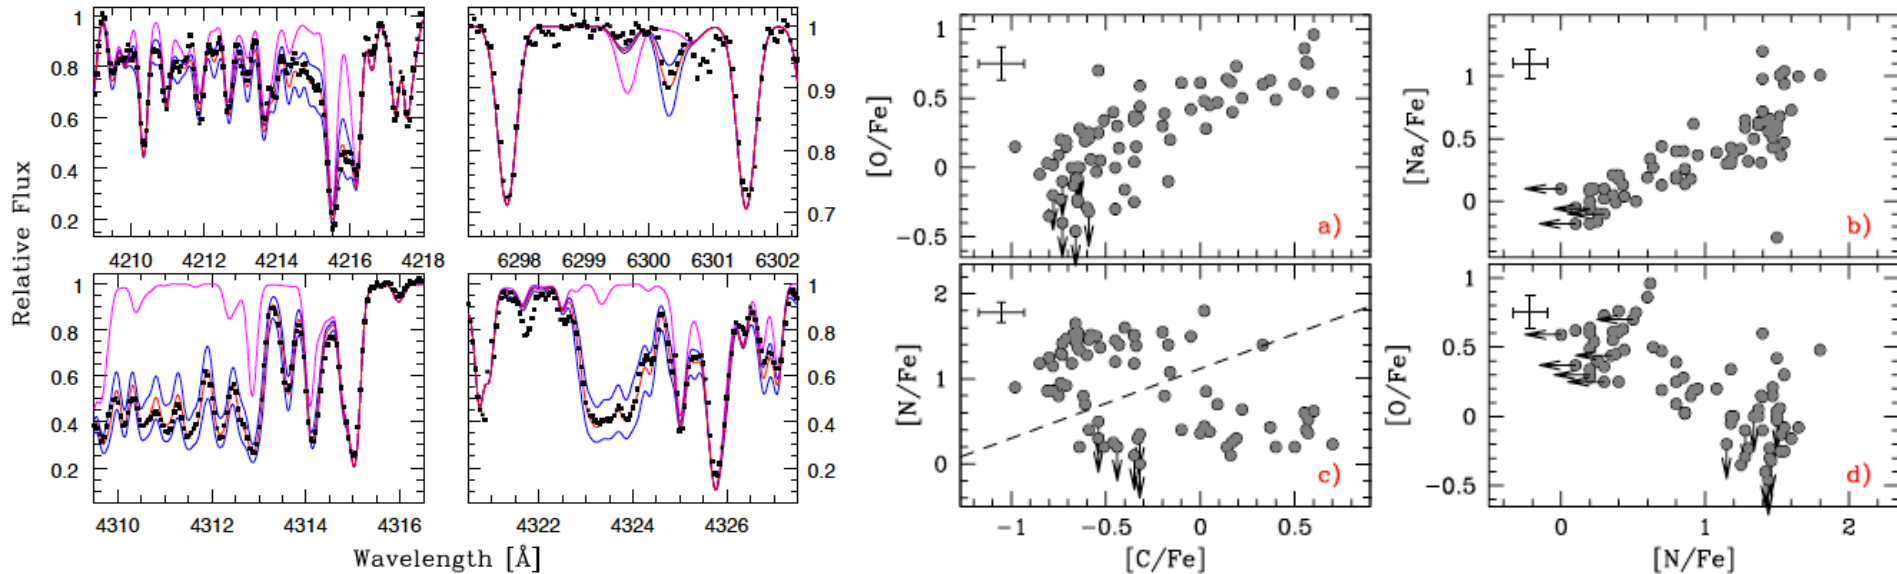 1
0.8
0.6
0.4
0.2
4210 4212 4214 4216 4218
1
0.9
0.8
0.7
6298 6299 6300 6301 6302
Relative Flux
1
0.8
0.6
0.4
0.2
4310 4312 4314 4316
1
0.8
0.6
0.4
0.2
4322 4324 4326
Wavelength [Å]
[O/Fe]
1
0.5
0
−0.5
a)
[Na/Fe]
1
0.5
0
b)
[N/Fe]
2
1
0
c)
−1 −0.5 0 0.5
[C/Fe]
[O/Fe]
1
0.5
0
−0.5
d)
0 1 2
[N/Fe]